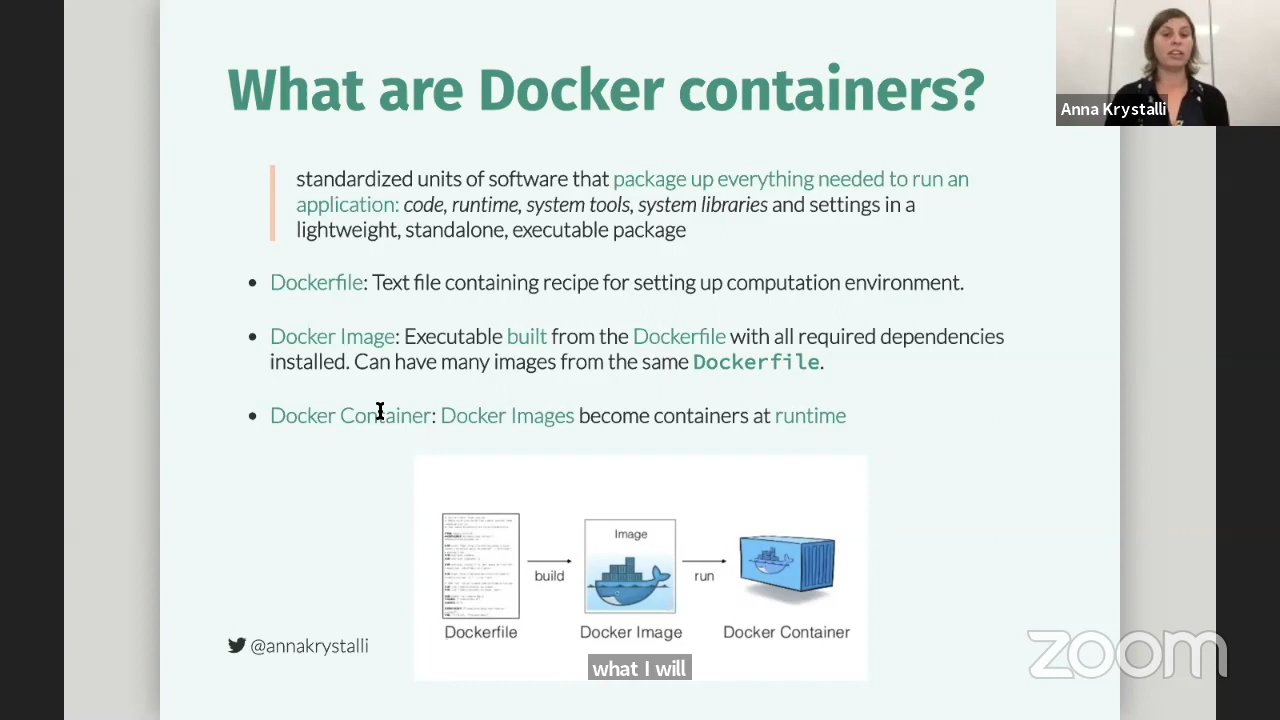 What are Docker containers?
Anna Krystalli
standardized units of software that package up everything needed to run an
application: code, runtime, system tools, system libraries and settings in a
lightweight, standalone, executable package
• Dockerfile: Text file containing recipe for setting up computation environment.
• Docker Image: Executable built from the Dockerfile with all required dependencies
installed. Can have many images from the same Dockerfile.
• Docker Container: Docker Images become containers at runtime
Image
build
run
Dockerfile
Docker Image
Docker Container
@annakrystalli
what I will
zoom